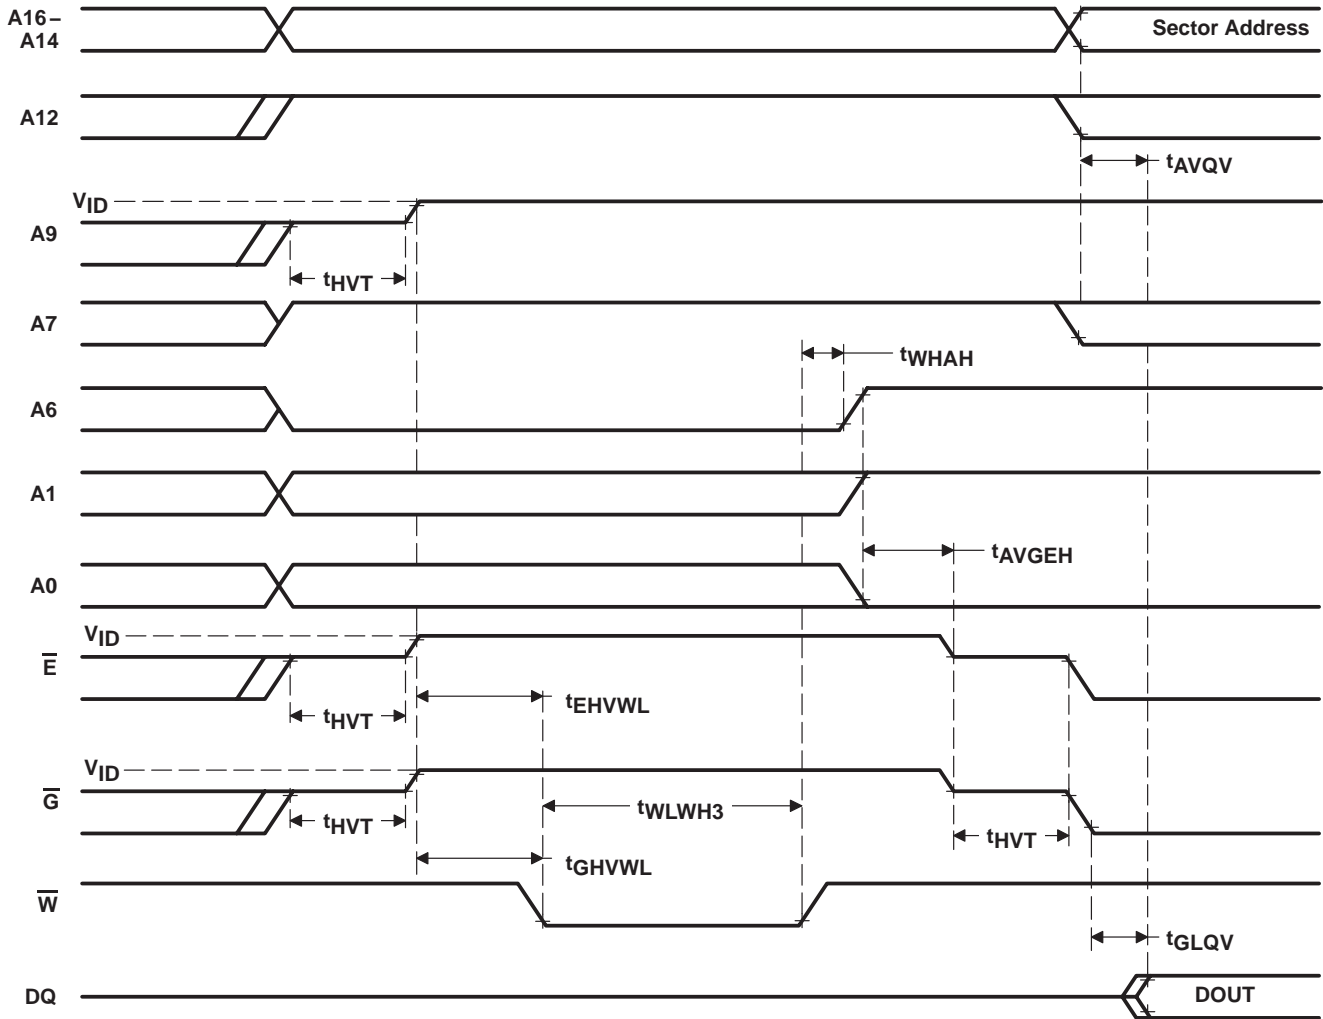 A16–
A14
Sector Address
A12
tAVQV
VID
A9
tHVT
A7
tWHAH
A6
A1
tAVGEH
A0
VID
E
tHVT
tEHVWL
VID
G
tHVT
tWLWH3
tHVT
tGHVWL
W
tGLQV
DQ
DOUT